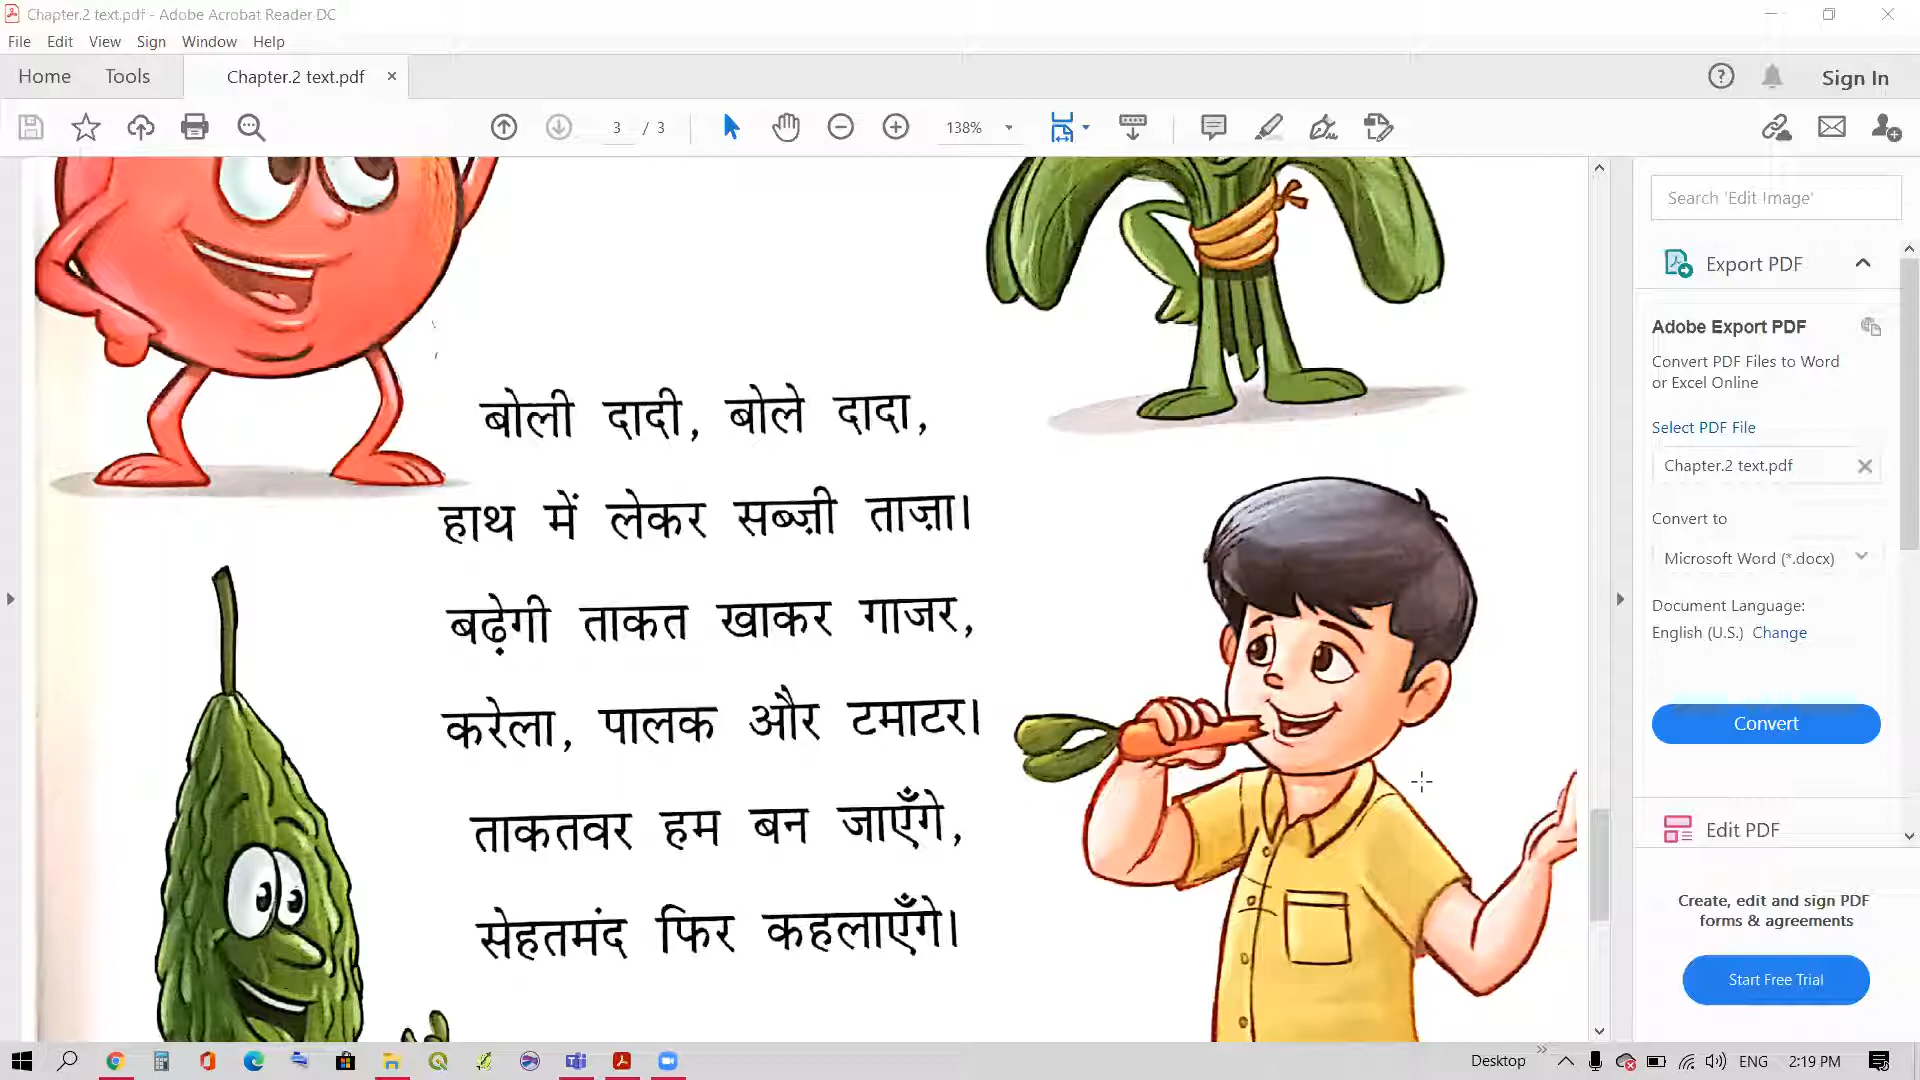 Chapter.2 text.pdf - Adobe Acrobat Reader DC
File Edit View Sign Window Help
Home Tools Chapter.2 text.pdf × Sign In
3 / 3 138%
बोली दादी, बोले दादा,
हाथ में लेकर सब्ज़ी ताज़ा।
बढ़ेगी ताकत खाकर गाजर,
करेला, पालक और टमाटर।
ताकतवर हम बन जाएँगे,
सेहतमंद फिर कहलाएँगे।
Search 'Edit Image'
Export PDF
Adobe Export PDF
Convert PDF Files to Word
or Excel Online
Select PDF File
Chapter.2 text.pdf
Convert to
Microsoft Word (*.docx)
Document Language:
English (U.S.) Change
Convert
Edit PDF
Create, edit and sign PDF
forms & agreements
Start Free Trial
Desktop ENG 2:19 PM